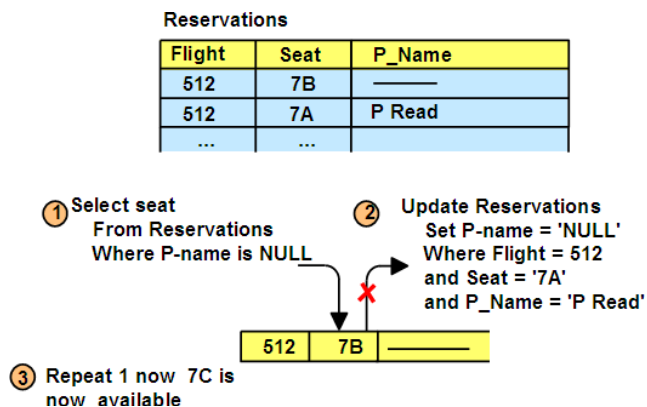 Reservations
Flight Seat P_Name
512 7B
512 7A P Read
... ...
1 Select seat
From Reservations
Where P-name is NULL
2 Update Reservations
Set P-name = 'NULL'
Where Flight = 512
and Seat = '7A'
and P_Name = 'P Read'
512 7B
3 Repeat 1 now 7C is
now available